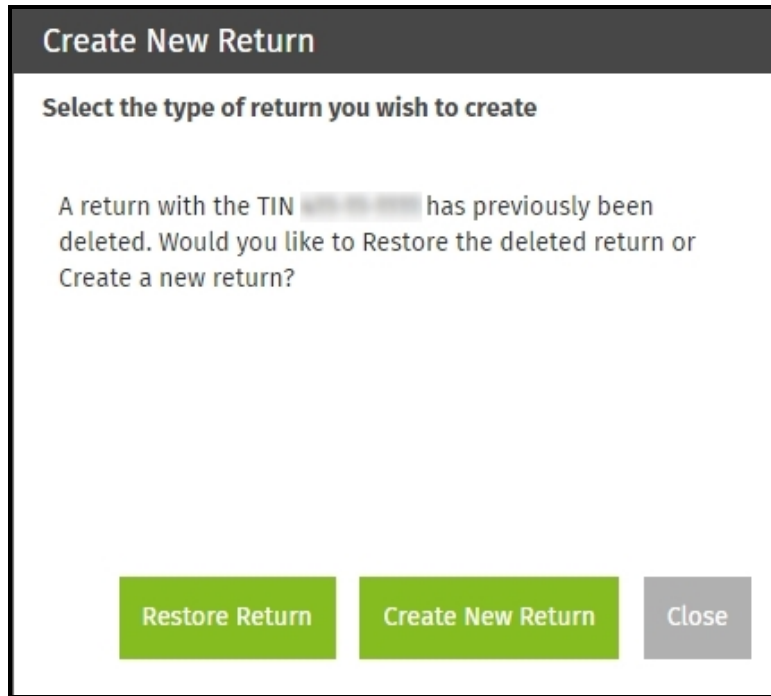 Create New Return
Select the type of return you wish to create
A return with the TIN has previously been
deleted. Would you like to Restore the deleted return or
Create a new return?
Restore Return
Create New Return
Close